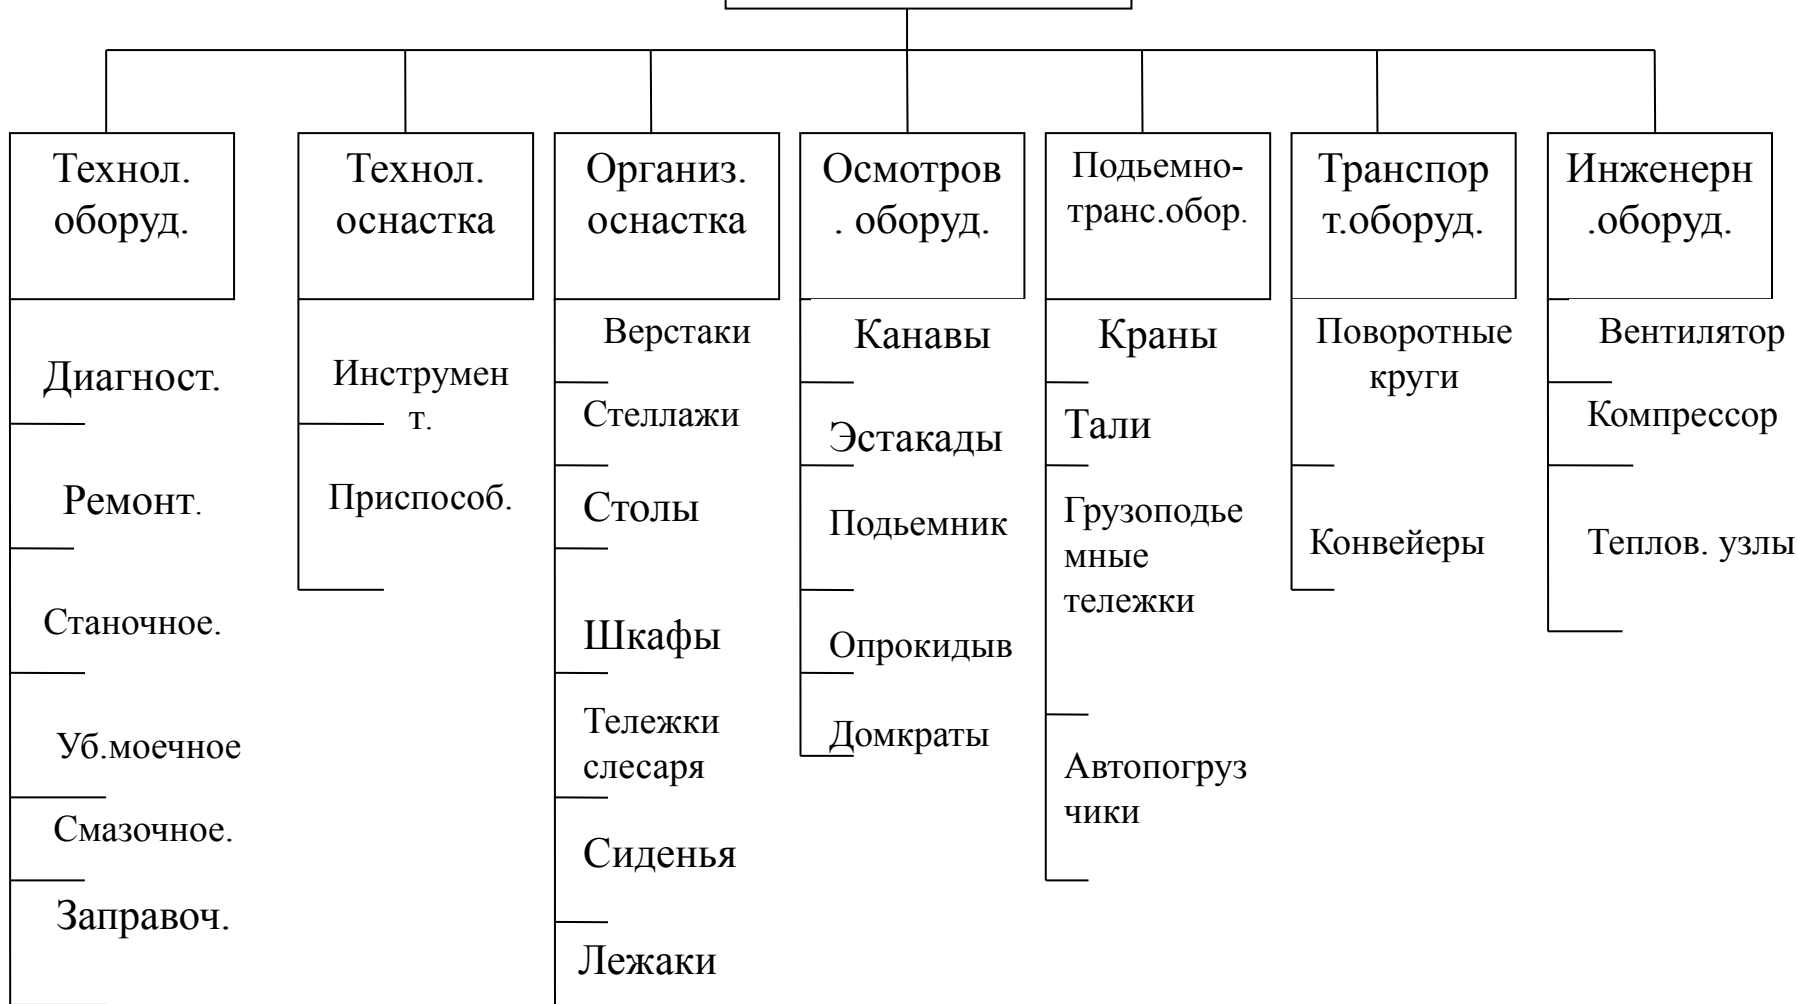 Технол.
оборуд.
Диагност.
Ремонт.
Станочное.
Уб.моечное
Смазочное.
Заправоч.
Технол.
оснастка
Инструмен
т.
Приспособ.
Организ.
оснастка
Верстаки
Стеллажи
Столы
Шкафы
Тележки
слесаря
Сиденья
Лежаки
Осмотров
. оборуд.
Канавы
Эстакады
Подьемник
Опрокидыв
Домкраты
Подьемно-
транс.обор.
Краны
Тали
Грузоподье
мные
тележки
Автопогруз
чики
Транспор
т.оборуд.
Поворотные
круги
Конвейеры
Инженерн
.оборуд.
Вентилятор
Компрессор
Теплов. узлы